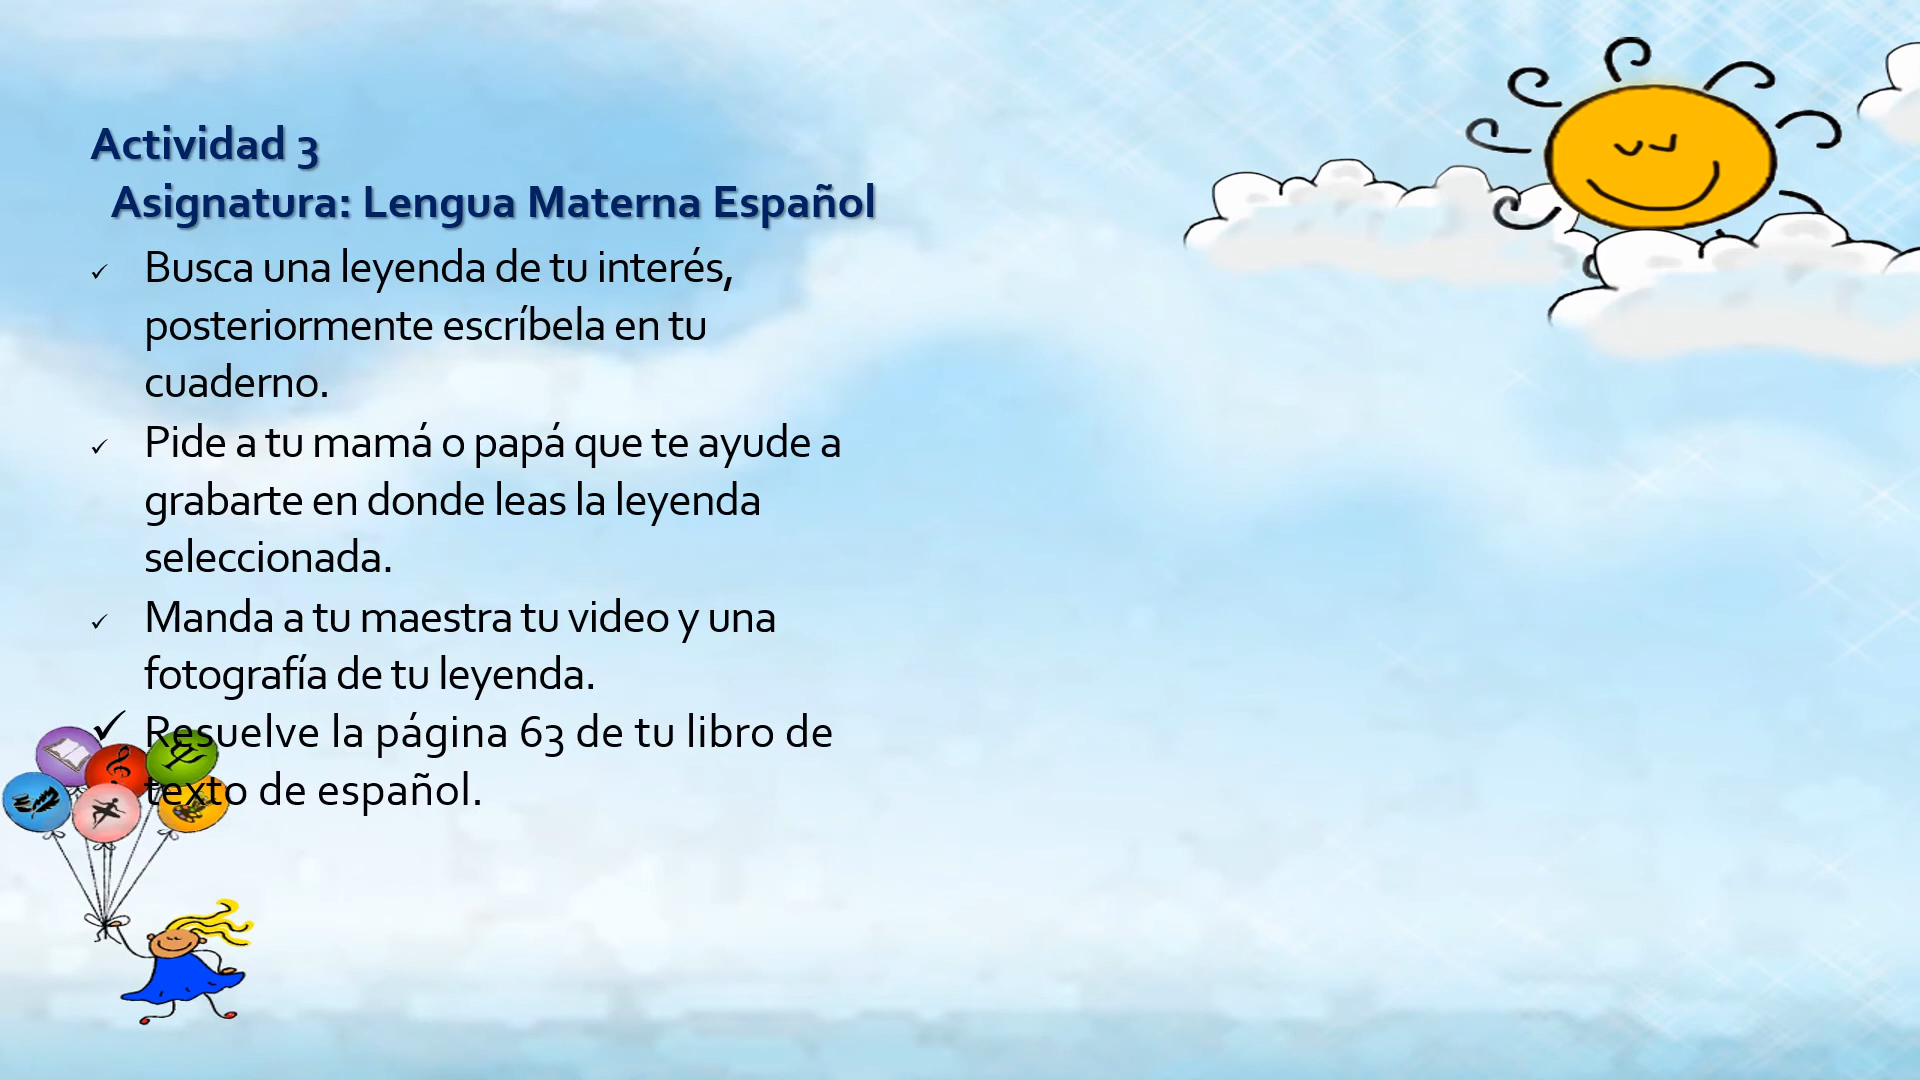 Actividad 3
Asignatura: Lengua Materna Español
✓ Busca una leyenda de tu interés,
posteriormente escríbela en tu
cuaderno.
✓ Pide a tu mamá o papá que te ayude a
grabarte en donde leas la leyenda
seleccionada.
✓ Manda a tu maestra tu video y una
fotografía de tu leyenda.
✓ Resuelve la página 63 de tu libro de
texto de español.